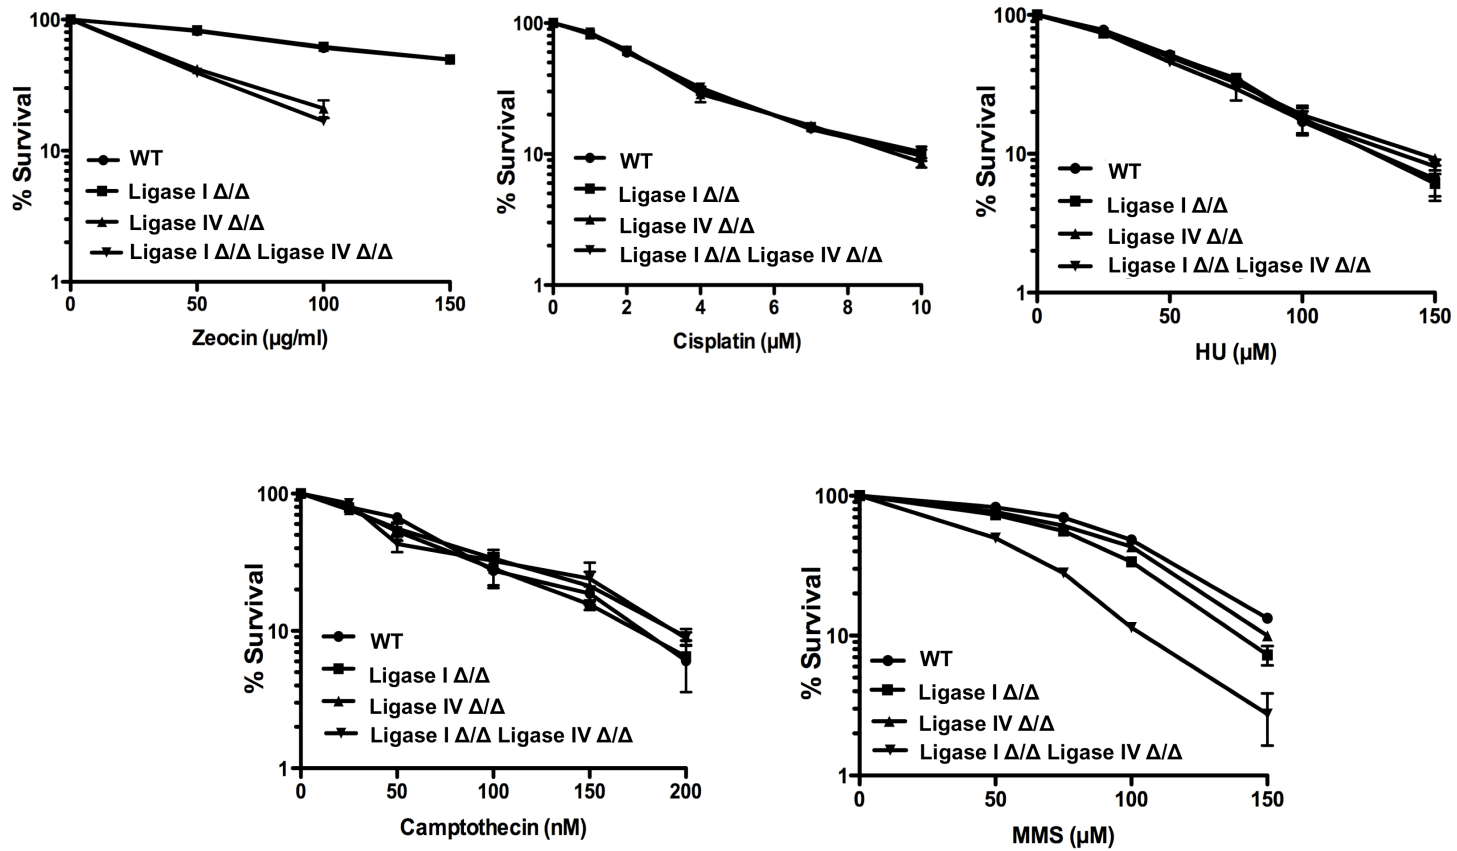 100
10
1
% Survival
WT
Ligase I Δ/Δ
Ligase IV Δ/Δ
Ligase I Δ/Δ Ligase IV Δ/Δ
0 50 100 150
Zeocin (µg/ml)
100
10
1
% Survival
WT
Ligase I Δ/Δ
Ligase IV Δ/Δ
Ligase I Δ/Δ Ligase IV Δ/Δ
0 2 4 6 8 10
Cisplatin (µM)
100
10
1
% Survival
WT
Ligase I Δ/Δ
Ligase IV Δ/Δ
Ligase I Δ/Δ Ligase IV Δ/Δ
0 50 100 150
HU (µM)
100
10
1
% Survival
WT
Ligase I Δ/Δ
Ligase IV Δ/Δ
Ligase I Δ/Δ Ligase IV Δ/Δ
0 50 100 150 200
Camptothecin (nM)
100
10
1
% Survival
WT
Ligase I Δ/Δ
Ligase IV Δ/Δ
Ligase I Δ/Δ Ligase IV Δ/Δ
0 50 100 150
MMS (µM)